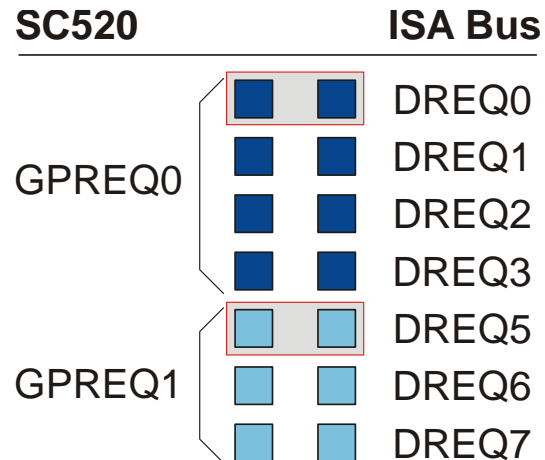 SC520 ISA Bus
DREQ0
DREQ1
GPREQ0
DREQ2
DREQ3
DREQ5
GPREQ1 DREQ6
DREQ7